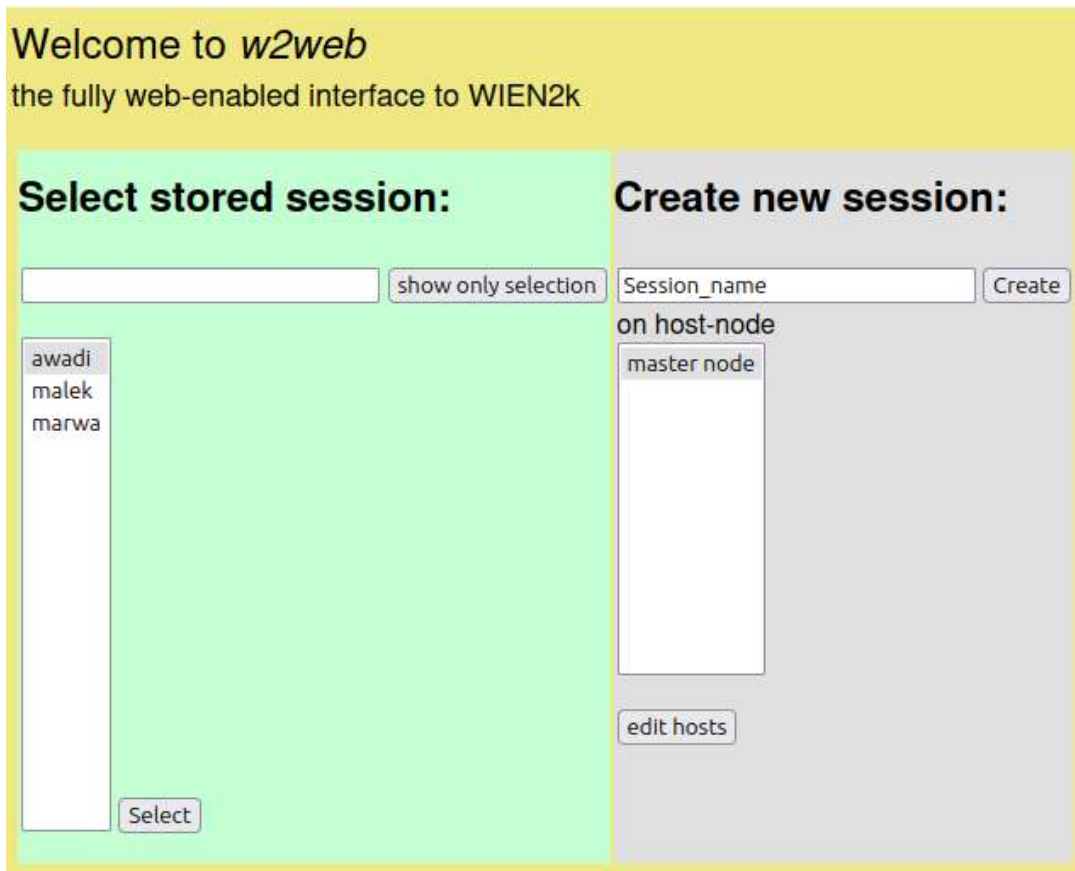 Welcome to w2web
the fully web-enabled interface to WIEN2k
Select stored session:
show only selection
awadi
malek
marwa
Select
Create new session:
Session_name Create
on host-node
master node
edit hosts